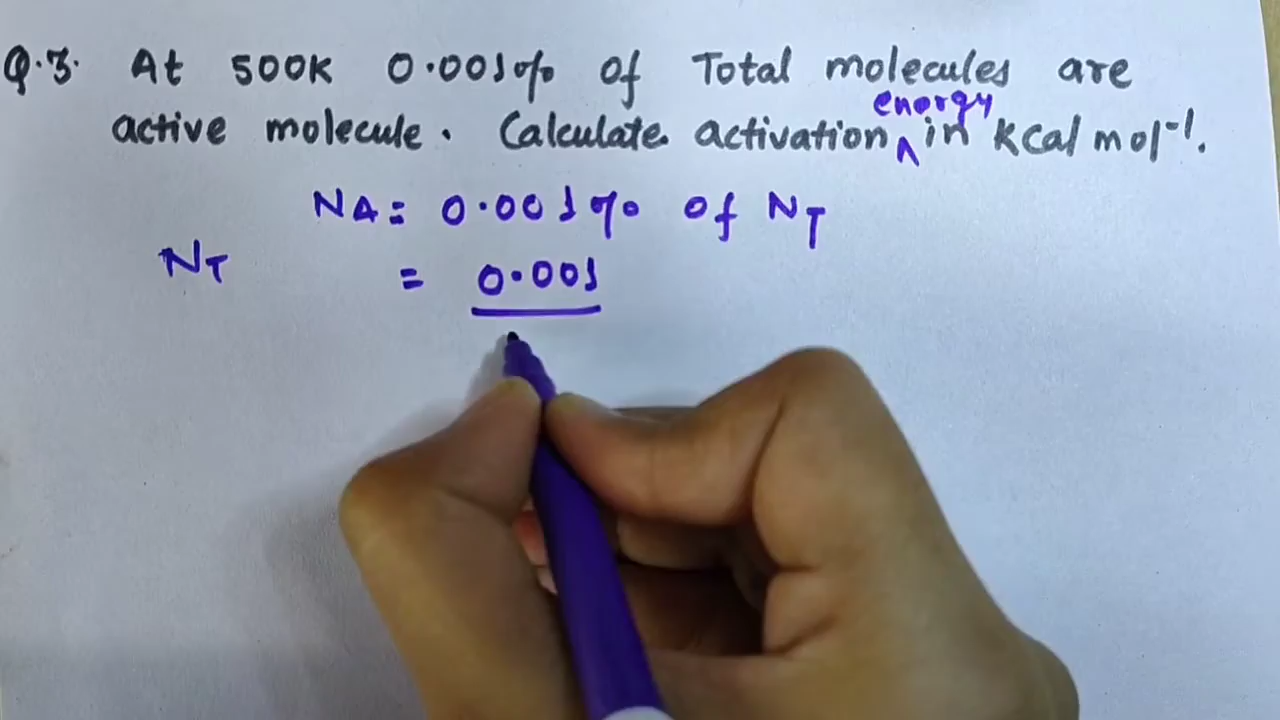 Q.3. At 500K 0.001% of Total molecules are
active molecule. Calculate activation energy in Kcal mol⁻¹.
NA = 0.001% of NT
NT = 0.001